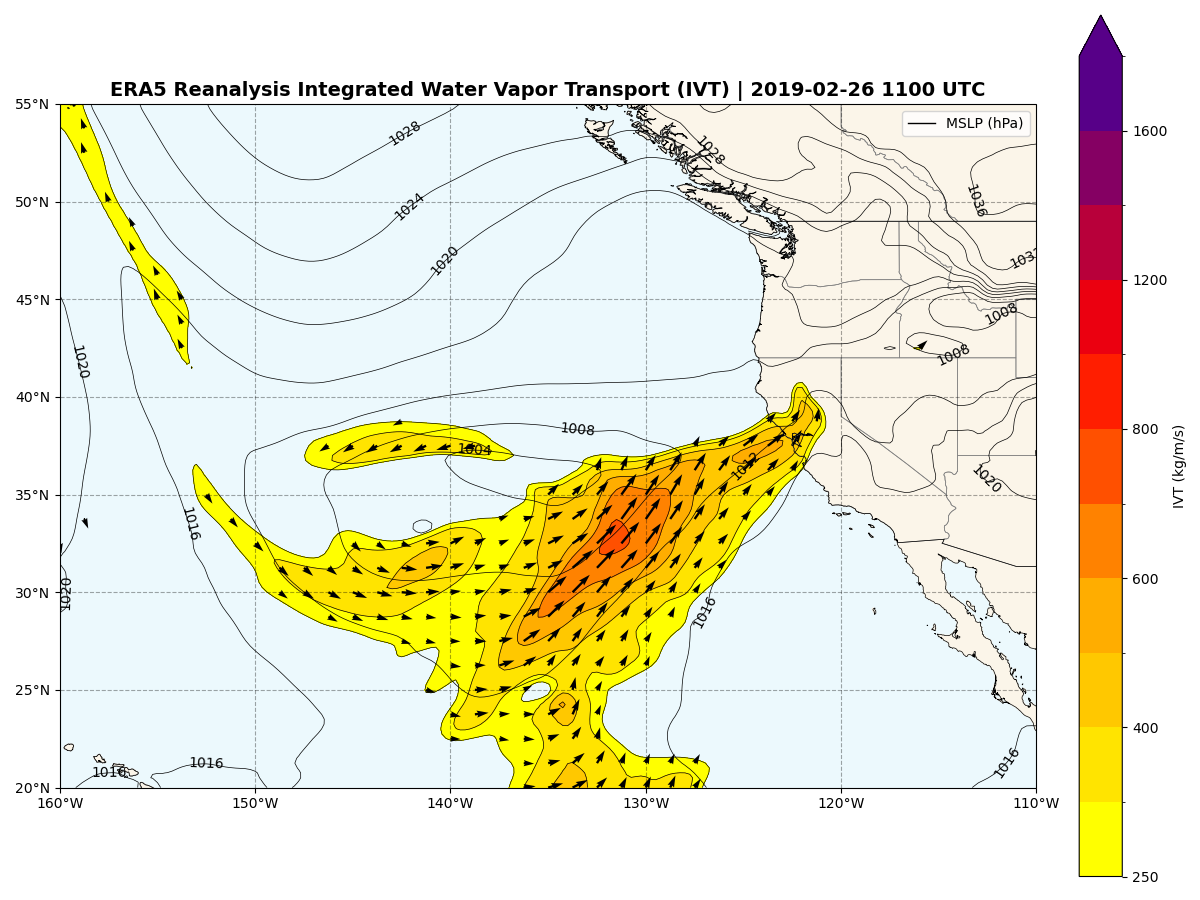 ERA5 Reanalysis Integrated Water Vapor Transport (IVT) | 2019-02-26 1100 UTC
55°N
50°N
45°N
40°N
35°N
30°N
25°N
20°N
160°W
150°W
140°W
130°W
120°W
110°W
MSLP (hPa)
1028
1028
1024
1036
1020
1032
1008
1008
1020
1008
1004
1012
1020
1016
1020
1016
1016
1016
1016
1600
1200
800
600
400
250
IVT (kg/m/s)